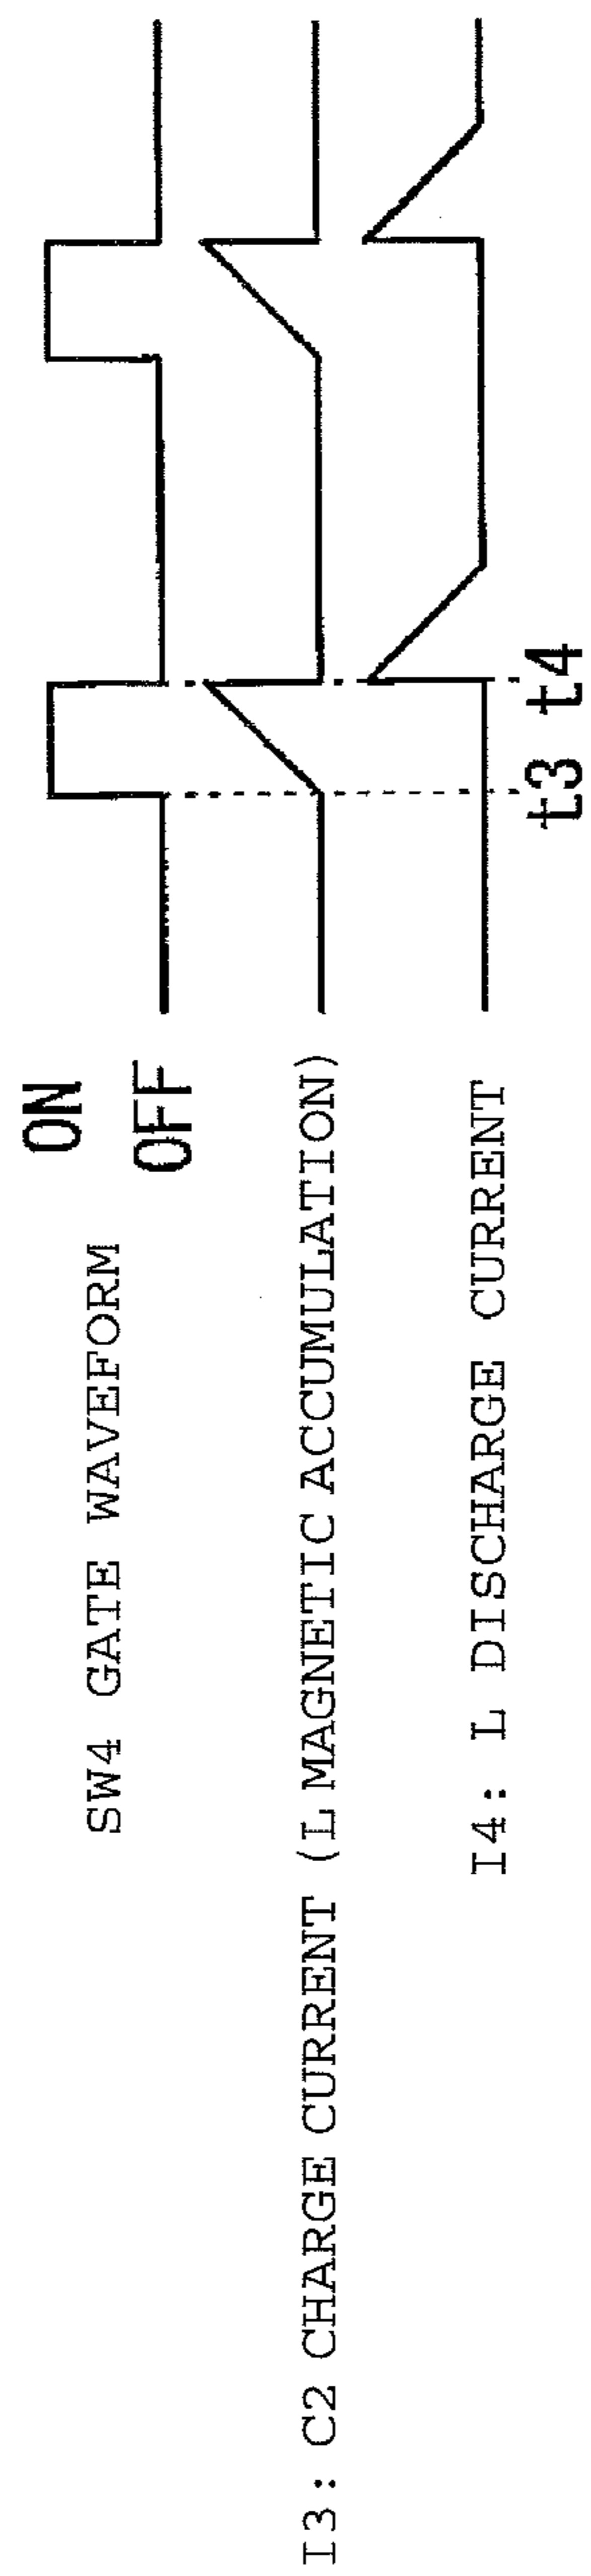 ON
SW4 GATE WAVEFORM
OFF
I3: C2 CHARGE CURRENT (L MAGNETIC ACCUMULATION)
I4: L DISCHARGE CURRENT
t3 t4